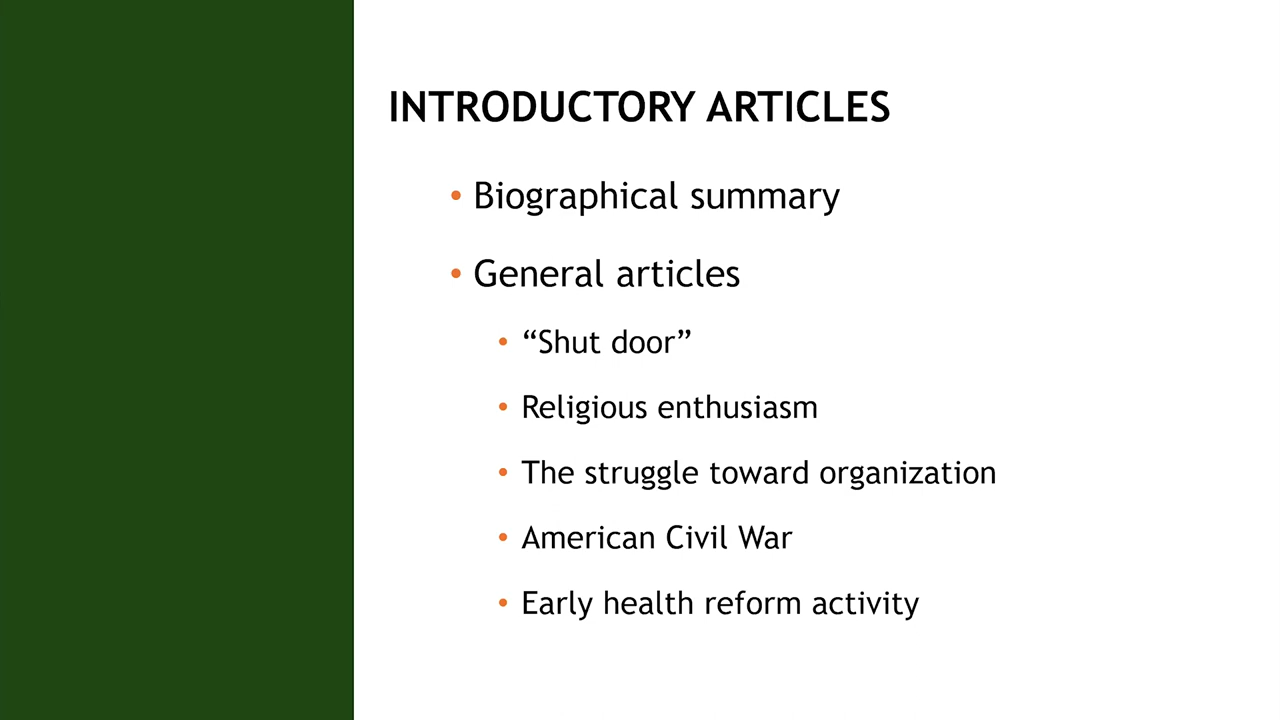 INTRODUCTORY ARTICLES
• Biographical summary
• General articles
• “Shut door”
• Religious enthusiasm
• The struggle toward organization
• American Civil War
• Early health reform activity